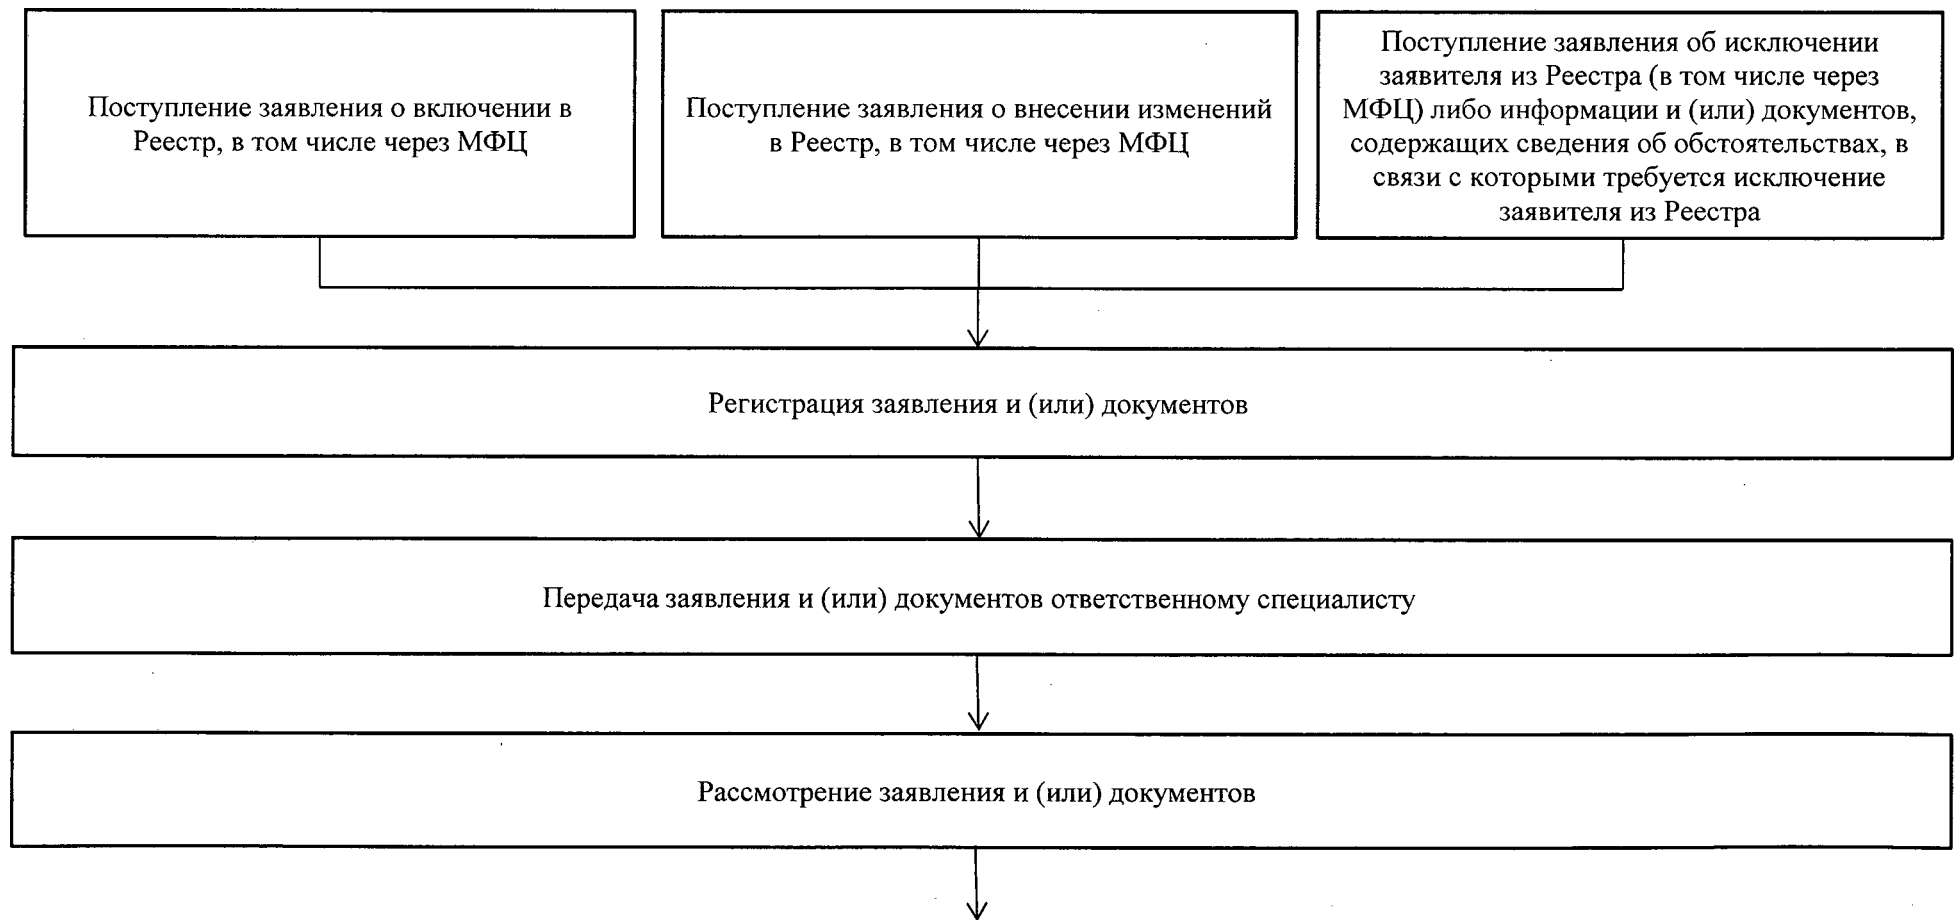 Поступление заявления о включении в
Реестр, в том числе через МФЦ
Поступление заявления о внесении изменений
в Реестр, в том числе через МФЦ
Поступление заявления об исключении
заявителя из Реестра (в том числе через
МФЦ) либо информации и (или) документов,
содержащих сведения об обстоятельствах, в
связи с которыми требуется исключение
заявителя из Реестра
Регистрация заявления и (или) документов
Передача заявления и (или) документов ответственному специалисту
Рассмотрение заявления и (или) документов